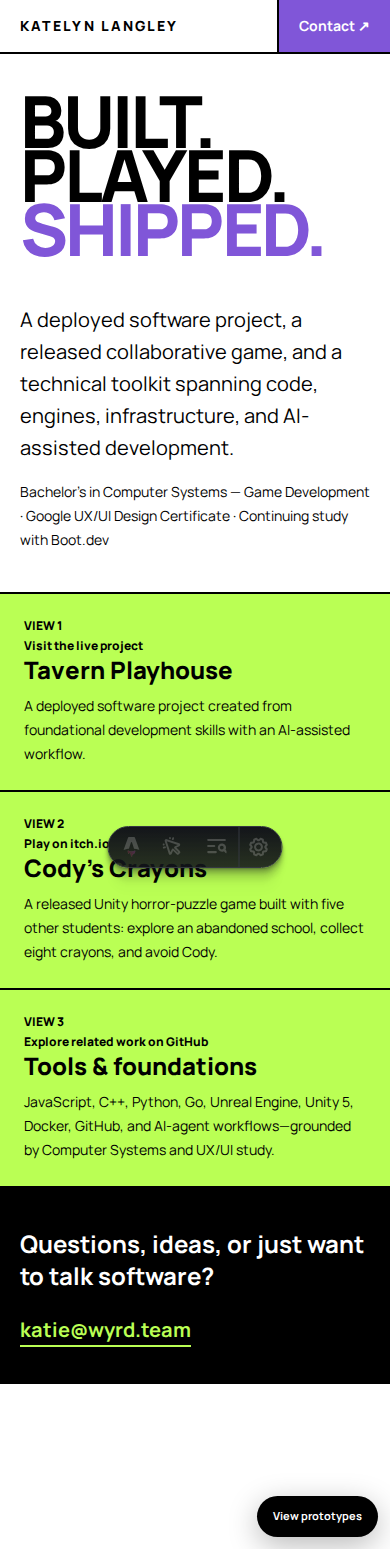 KATELYN LANGLEY
Contact ↗
BUILT.
PLAYED.
SHIPPED.
A deployed software project, a
released collaborative game, and a
technical toolkit spanning code,
engines, infrastructure, and AI-
assisted development.
Bachelor's in Computer Systems — Game Development
· Google UX/UI Design Certificate · Continuing study
with Boot.dev
VIEW 1
Visit the live project
Tavern Playhouse
A deployed software project created from
foundational development skills with an AI-assisted
workflow.
VIEW 2
Play on itch.io
Cody's Crayons
A released Unity horror-puzzle game built with five
other students: explore an abandoned school, collect
eight crayons, and avoid Cody.
VIEW 3
Explore related work on GitHub
Tools & foundations
JavaScript, C++, Python, Go, Unreal Engine, Unity 5,
Docker, GitHub, and AI-agent workflows—grounded
by Computer Systems and UX/UI study.
Questions, ideas, or just want
to talk software?
katie@wyrd.team
View prototypes